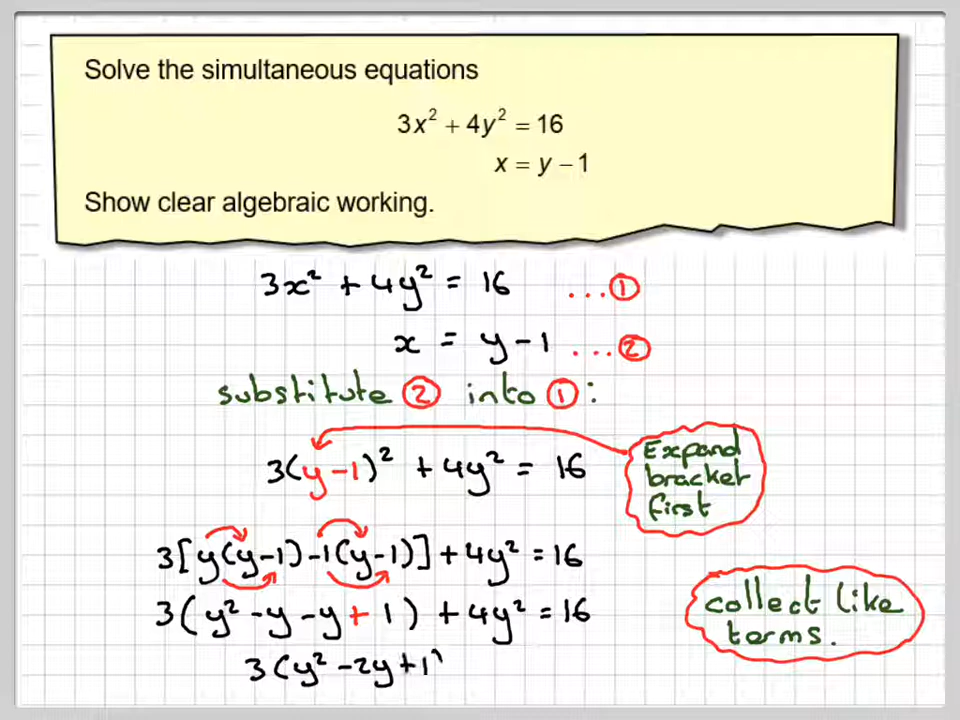 Solve the simultaneous equations
3x² + 4y² = 16
x = y − 1
Show clear algebraic working.
3x² + 4y² = 16 ...①
x = y − 1 ...②
substitute ② into ①:
3(y − 1)² + 4y² = 16
Expand
bracket
first
3[y(y − 1) − 1(y − 1)] + 4y² = 16
3(y² − y − y + 1) + 4y² = 16
collect like
terms.
3(y² − 2y + 1